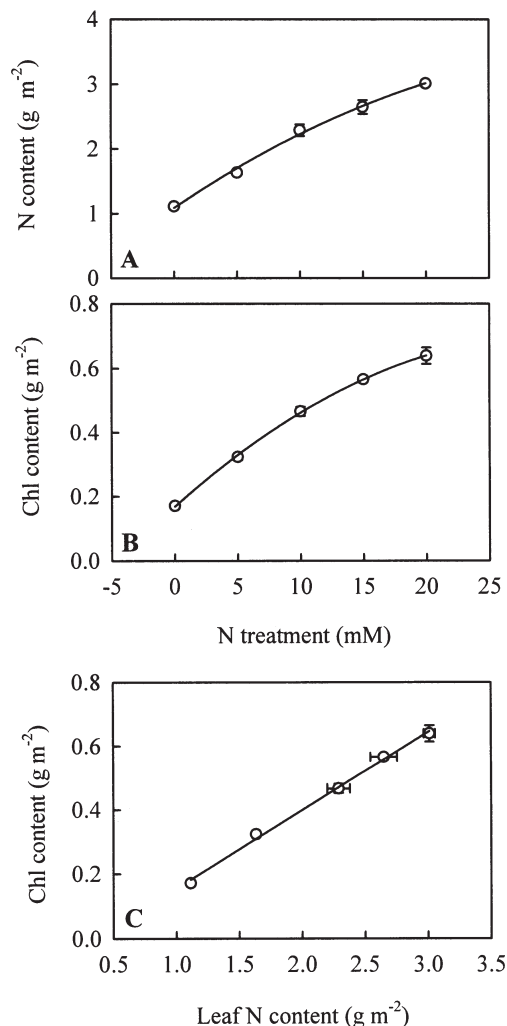 4
3
2
1
0
N content (g m-2)
A
0.8
0.6
0.4
0.2
0.0
Chl content (g m-2)
B
-5 0 5 10 15 20 25
N treatment (mM)
0.8
0.6
0.4
0.2
0.0
Chl content (g m-2)
C
0.5 1.0 1.5 2.0 2.5 3.0 3.5
Leaf N content (g m-2)